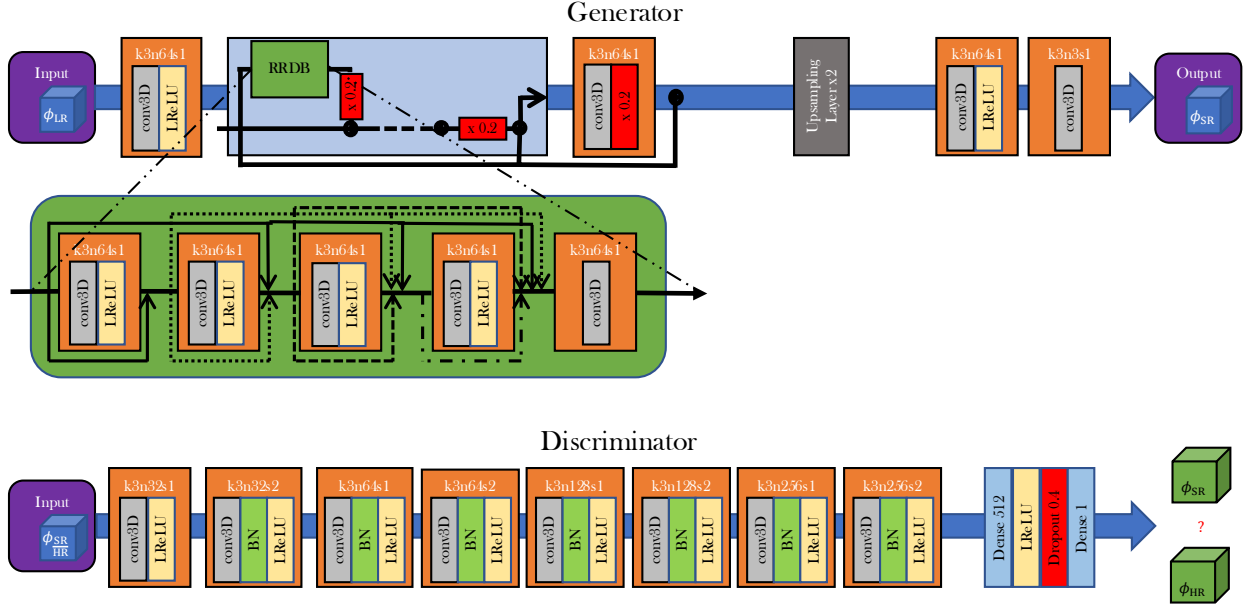 Generator
Input
ϕLR
k3n64s1
conv3D
LReLU
RRDB
x 0.2
x 0.2
k3n64s1
conv3D
x 0.2
Upsampling
Layer x2
k3n64s1
conv3D
LReLU
k3n3s1
conv3D
Output
ϕSR
k3n64s1
conv3D
LReLU
k3n64s1
conv3D
LReLU
k3n64s1
conv3D
LReLU
k3n64s1
conv3D
LReLU
k3n64s1
conv3D
Discriminator
Input
ϕSR
HR
k3n32s1
conv3D
LReLU
k3n32s2
conv3D
BN
LReLU
k3n64s1
conv3D
BN
LReLU
k3n64s2
conv3D
BN
LReLU
k3n128s1
conv3D
BN
LReLU
k3n128s2
conv3D
BN
LReLU
k3n256s1
conv3D
BN
LReLU
k3n256s2
conv3D
BN
LReLU
Dense 512
LReLU
Dropout 0.4
Dense 1
ϕSR
?
ϕHR